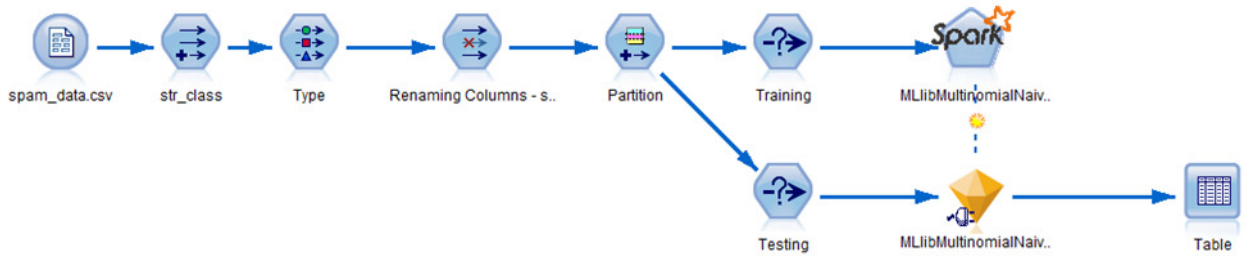 Spark
spam_data.csv
str_class
Type
Renaming Columns - s..
Partition
Training
MLlibMultinomialNaiv..
Testing
MLlibMultinomialNaiv..
Table